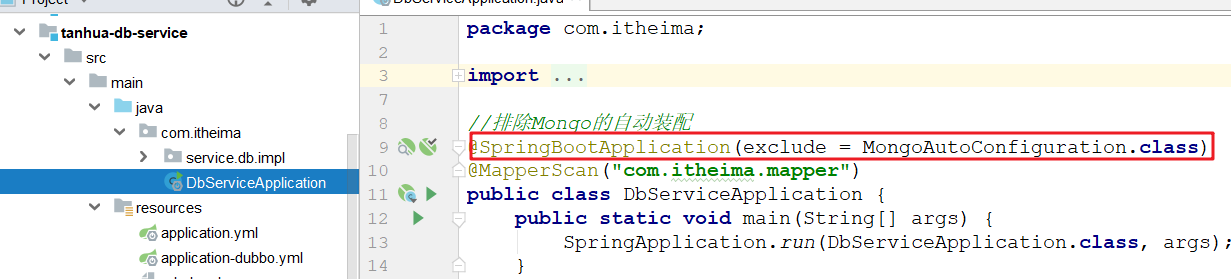 Project
DbServiceApplication.java
tanhua-db-service
src
main
java
com.itheima
service.db.impl
DbServiceApplication
resources
application.yml
application-dubbo.yml
1 package com.itheima;
2
3 import ...
7
8 //排除Mongo的自动装配
9 @SpringBootApplication(exclude = MongoAutoConfiguration.class)
10 @MapperScan("com.itheima.mapper")
11 public class DbServiceApplication {
12 public static void main(String[] args) {
13 SpringApplication.run(DbServiceApplication.class, args);
14 }